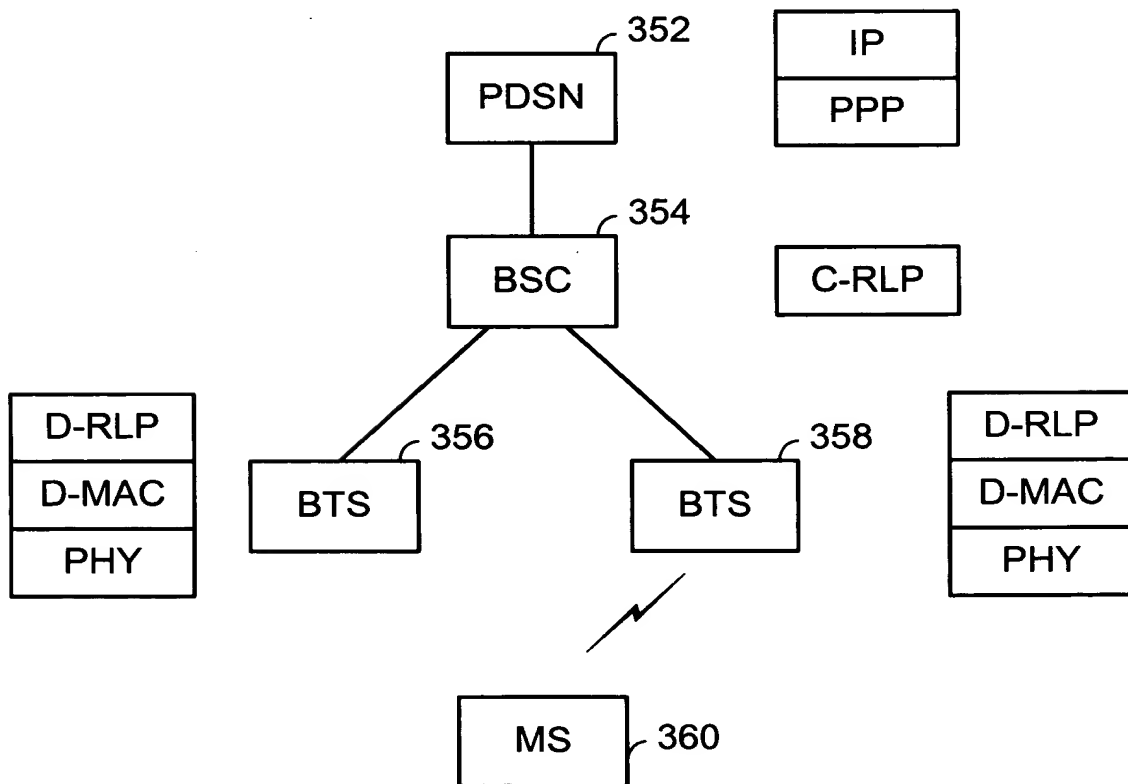 352
PDSN
IP
PPP
354
BSC
C-RLP
D-RLP
D-MAC
PHY
356
BTS
358
BTS
D-RLP
D-MAC
PHY
MS
360